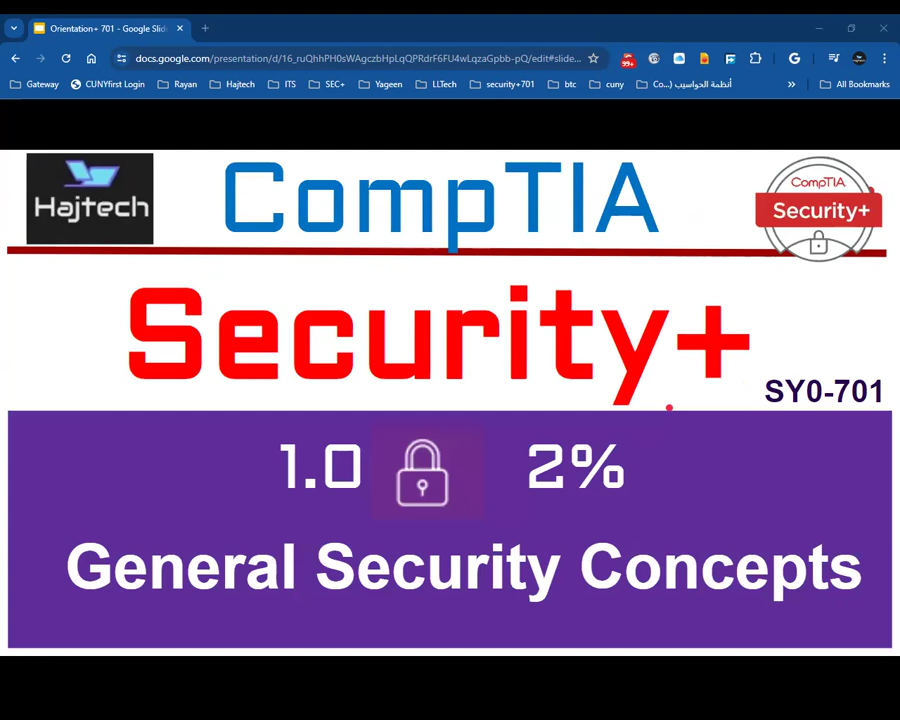 Orientation+ 701 - Google Slid
docs.google.com/presentation/d/16_ruQhhPH0sWAgczbHpLqQPRdrF6FU4wLqzaGpbb-pQ/edit#slide...
99+
G
Gateway CUNYfirst Login Rayan Hajtech ITS SEC+ Yaqeen LLTech security+701 btc cuny Co...) أنظمة الحواسيب » All Bookmarks
Hajtech
CompTIA
CompTIA
Security+
Security+
SY0-701
1.0 2%
General Security Concepts